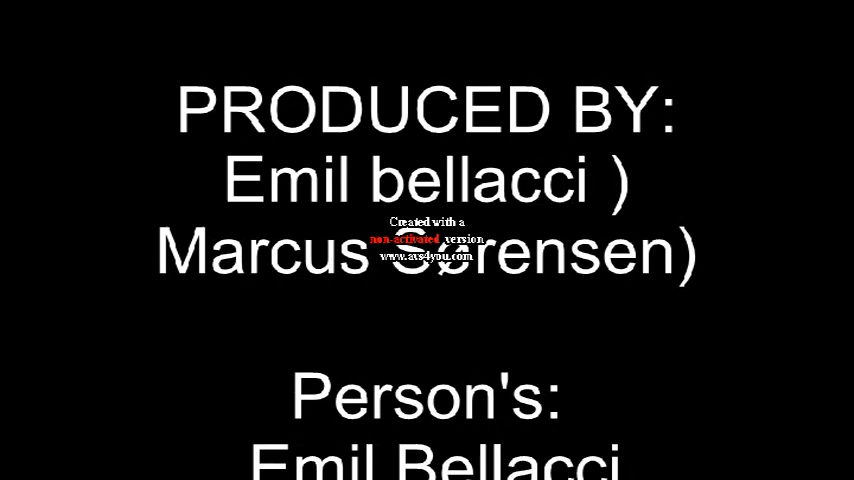 PRODUCED BY:
Emil bellacci )
Created with a
non-activated version
www.avs4you.com
Marcus Sørensen)
Person's:
Emil Bellacci